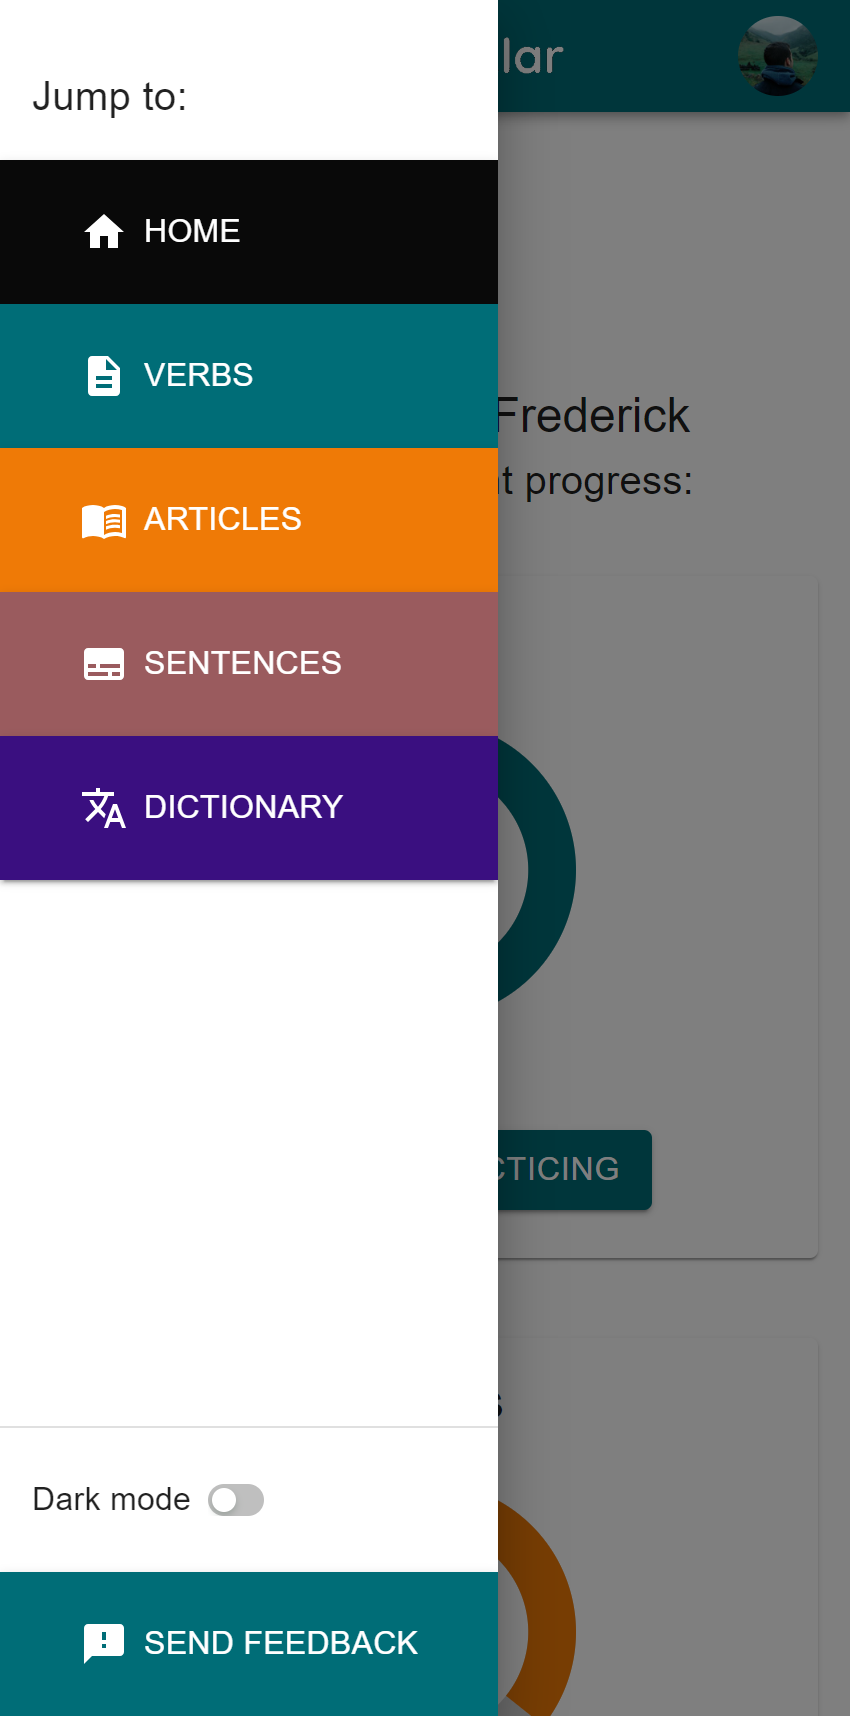 Jump to:
HOME
VERBS
ARTICLES
SENTENCES
DICTIONARY
Dark mode
SEND FEEDBACK
lar
Frederick
t progress:
CTICING
s